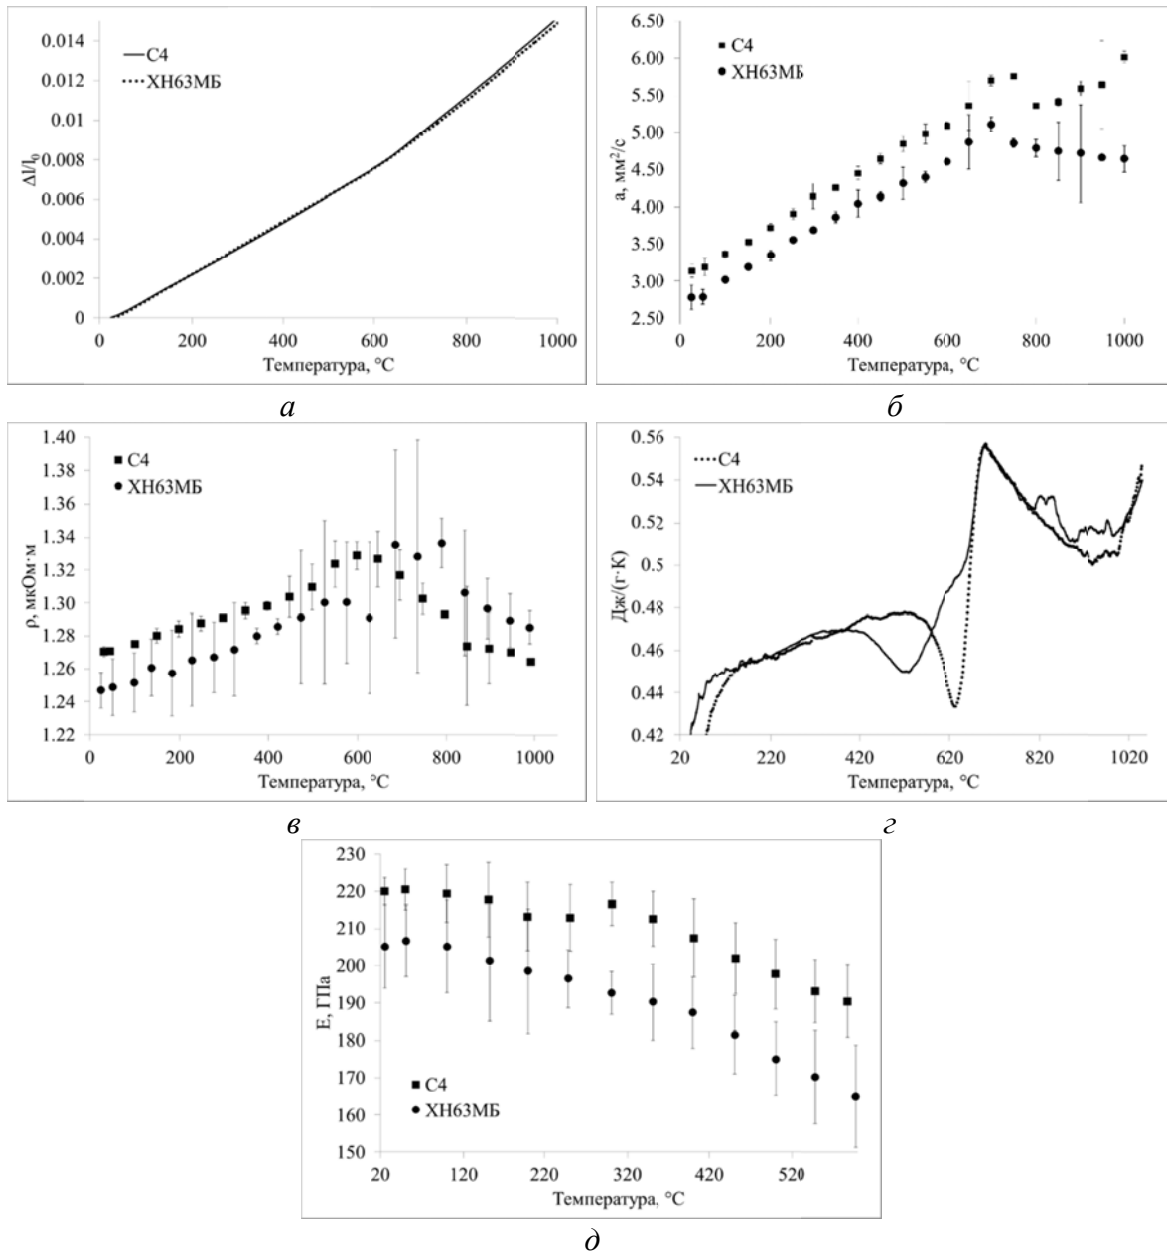 0.014
0.012
0.01
0.008
0.006
0.004
0.002
0
Δl/l₀
С4
ХН63МБ
0 200 400 600 800 1000
Температура, °С
а
6.50
6.00
5.50
5.00
4.50
4.00
3.50
3.00
2.50
а, мм²/с
С4
ХН63МБ
0 200 400 600 800 1000
Температура, °С
б
1.40
1.38
1.36
1.34
1.32
1.30
1.28
1.26
1.24
1.22
ρ, мкОм·м
С4
ХН63МБ
0 200 400 600 800 1000
Температура, °С
в
0.56
0.54
0.52
0.5
0.48
0.46
0.44
0.42
Дж/(г·К)
С4
ХН63МБ
20 220 420 620 820 1020
Температура, °С
г
230
220
210
200
190
180
170
160
150
Е, ГПа
С4
ХН63МБ
20 120 220 320 420 520
Температура, °С
д